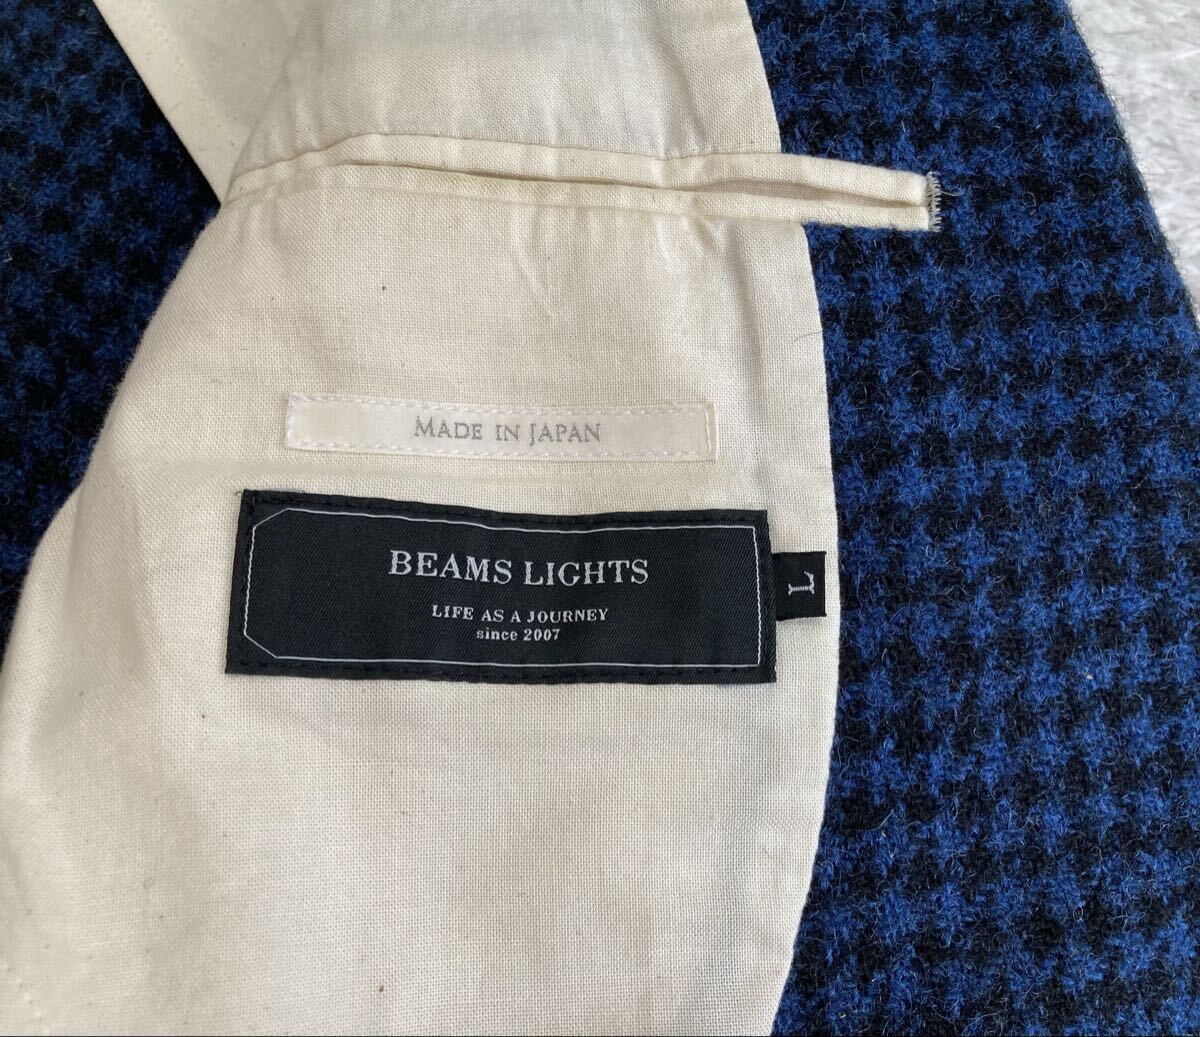 MADE IN JAPAN
BEAMS LIGHTS
LIFE AS A JOURNEY
since 2007
L